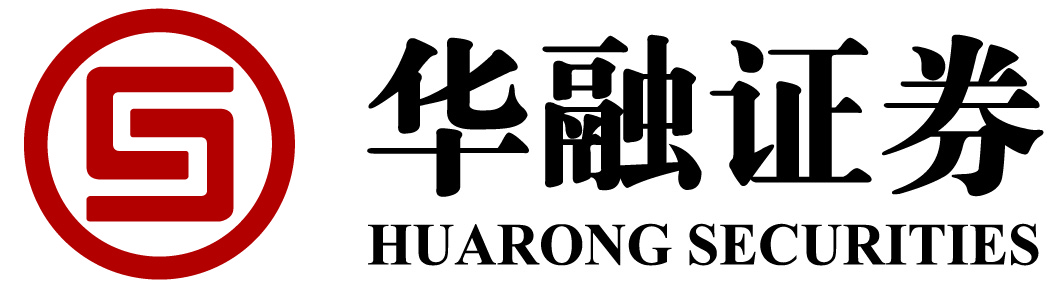 华融证券
HUARONG SECURITIES